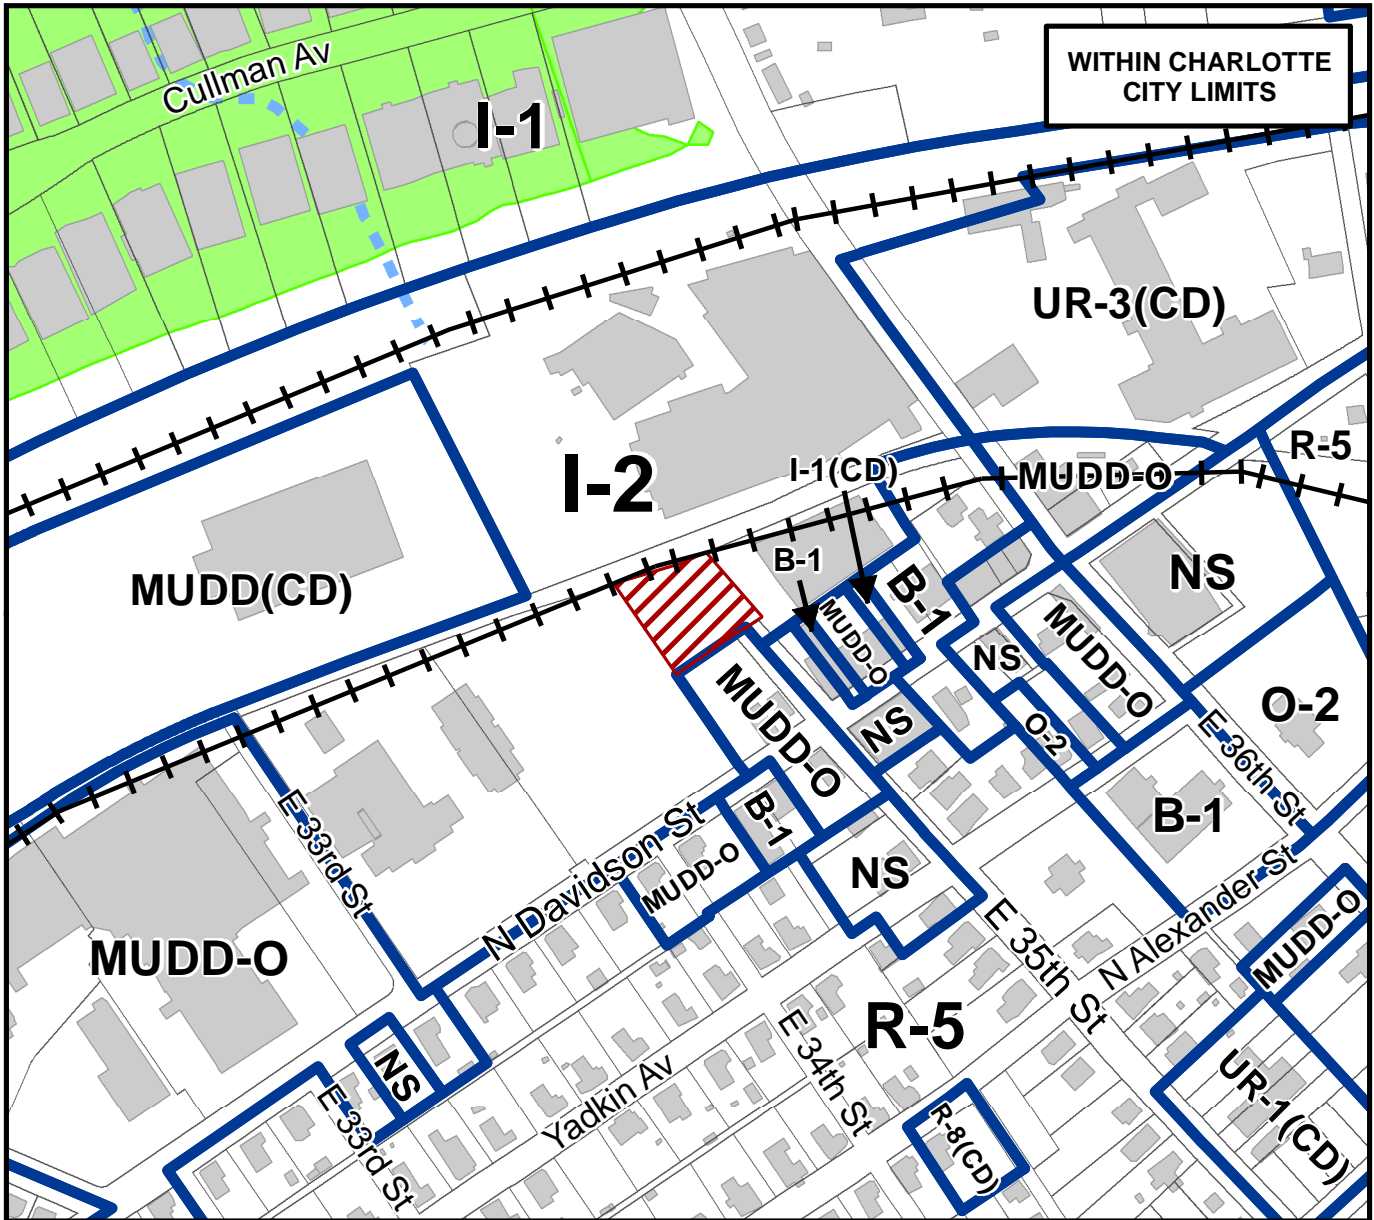 WITHIN CHARLOTTE
CITY LIMITS
Cullman Av
I-1
UR-3(CD)
R-5
I-1(CD)
MUDD-O
I-2
B-1
NS
MUDD(CD)
B-1
MUDD-O
NS
MUDD-O
MUDD-O
O-2
NS
O-2
E 36th St
E 33rd St
B-1
B-1
N Davidson St
MUDD-O
NS
N Alexander St
MUDD-O
MUDD-O
E 35th St
R-5
E 34th St
NS
Yadkin Av
E 33rd St
R-8(CD)
UR-1(CD)